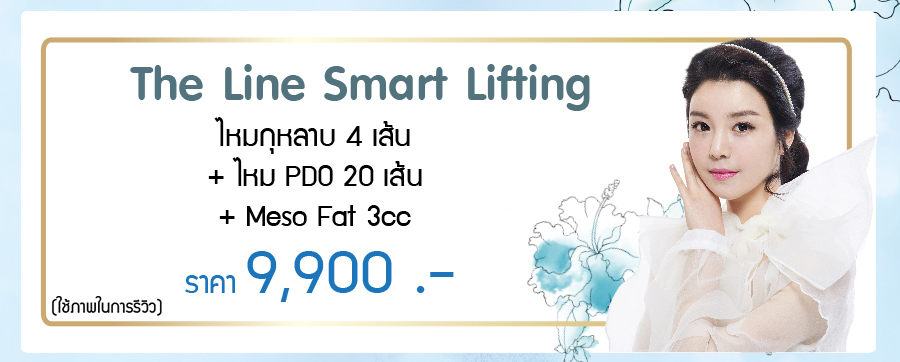 The Line Smart Lifting
ไหมกุหลาบ 4 เส้น
+ ไหม PDO 20 เส้น
+ Meso Fat 3cc
ราคา 9,900 .-
(ใช้ภาพในการรีวิว)